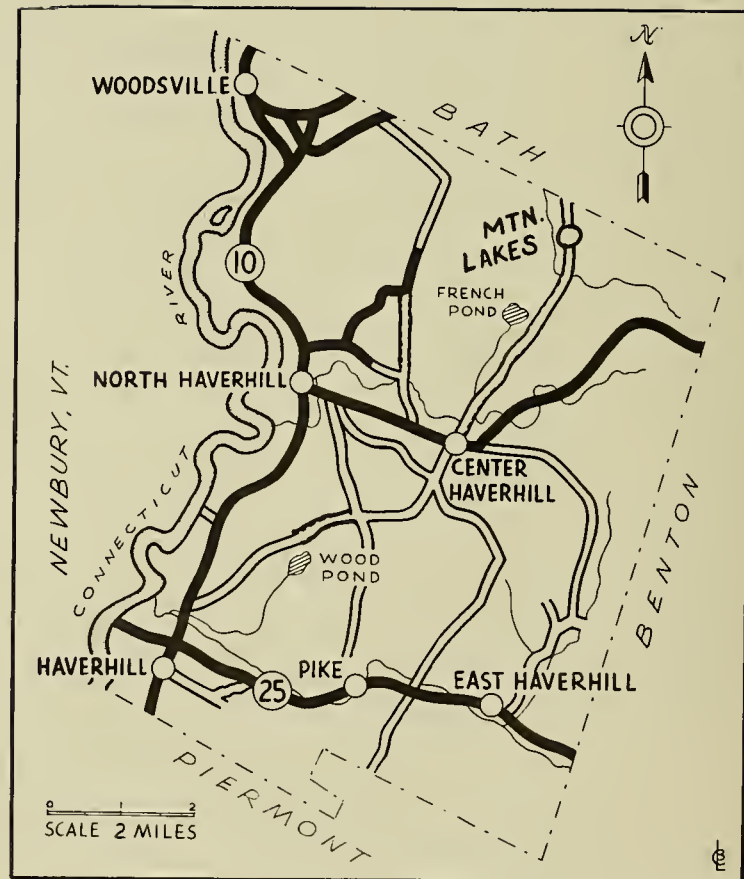 N
WOODSVILLE
BATH
MTN.
LAKES
10
RIVER
FRENCH
POND
NORTH HAVERHILL
NEWBURY, VT.
CENTER
HAVERHILL
CONNECTICUT
WOOD
POND
BENTON
HAVERHILL
PIKE
EAST HAVERHILL
25
PIERMONT
0 2
SCALE 2 MILES